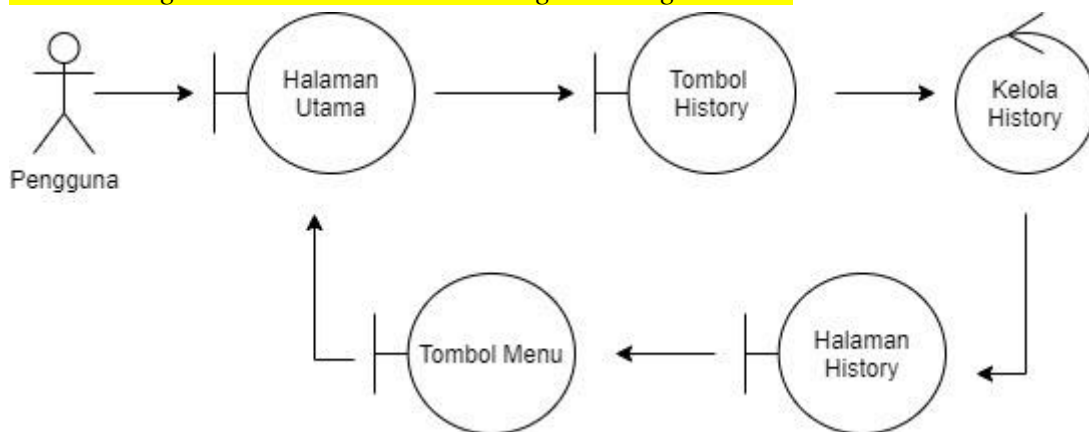 Halaman
Utama
Tombol
History
Kelola
History
Pengguna
Tombol Menu
Halaman
History